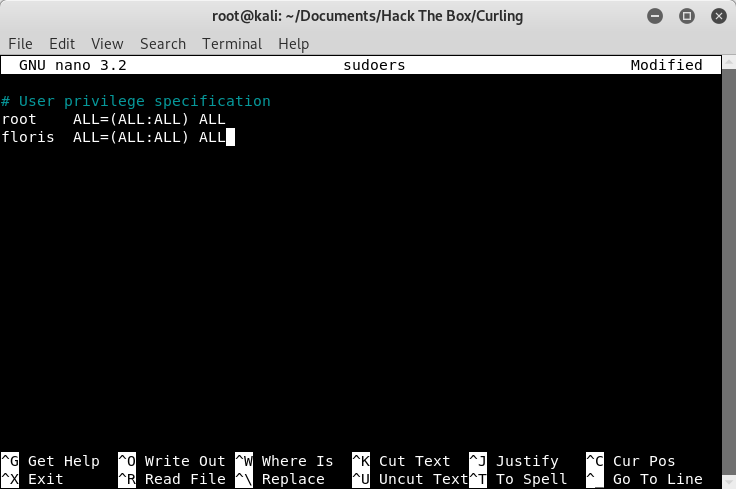 root@kali: ~/Documents/Hack The Box/Curling
File Edit View Search Terminal Help
GNU nano 3.2 sudoers Modified
# User privilege specification
root ALL=(ALL:ALL) ALL
floris ALL=(ALL:ALL) ALL
^G Get Help ^O Write Out ^W Where Is ^K Cut Text ^J Justify ^C Cur Pos
^X Exit ^R Read File ^\ Replace ^U Uncut Text ^T To Spell ^_ Go To Line